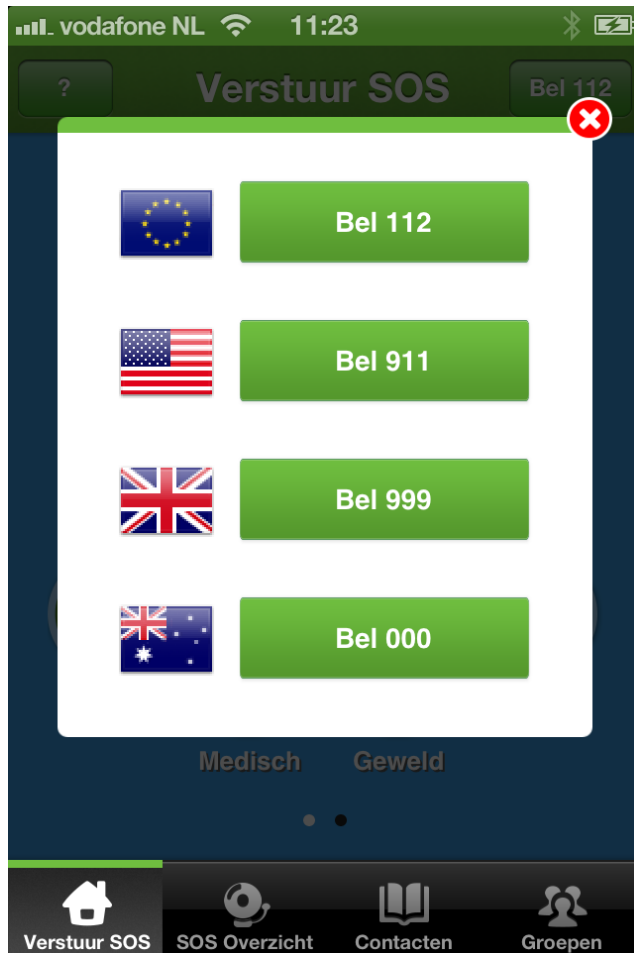 vodafone NL 11:23
? Verstuur SOS Bel 112
Bel 112
Bel 911
Bel 999
Bel 000
Medisch Geweld
Verstuur SOS SOS Overzicht Contacten Groepen